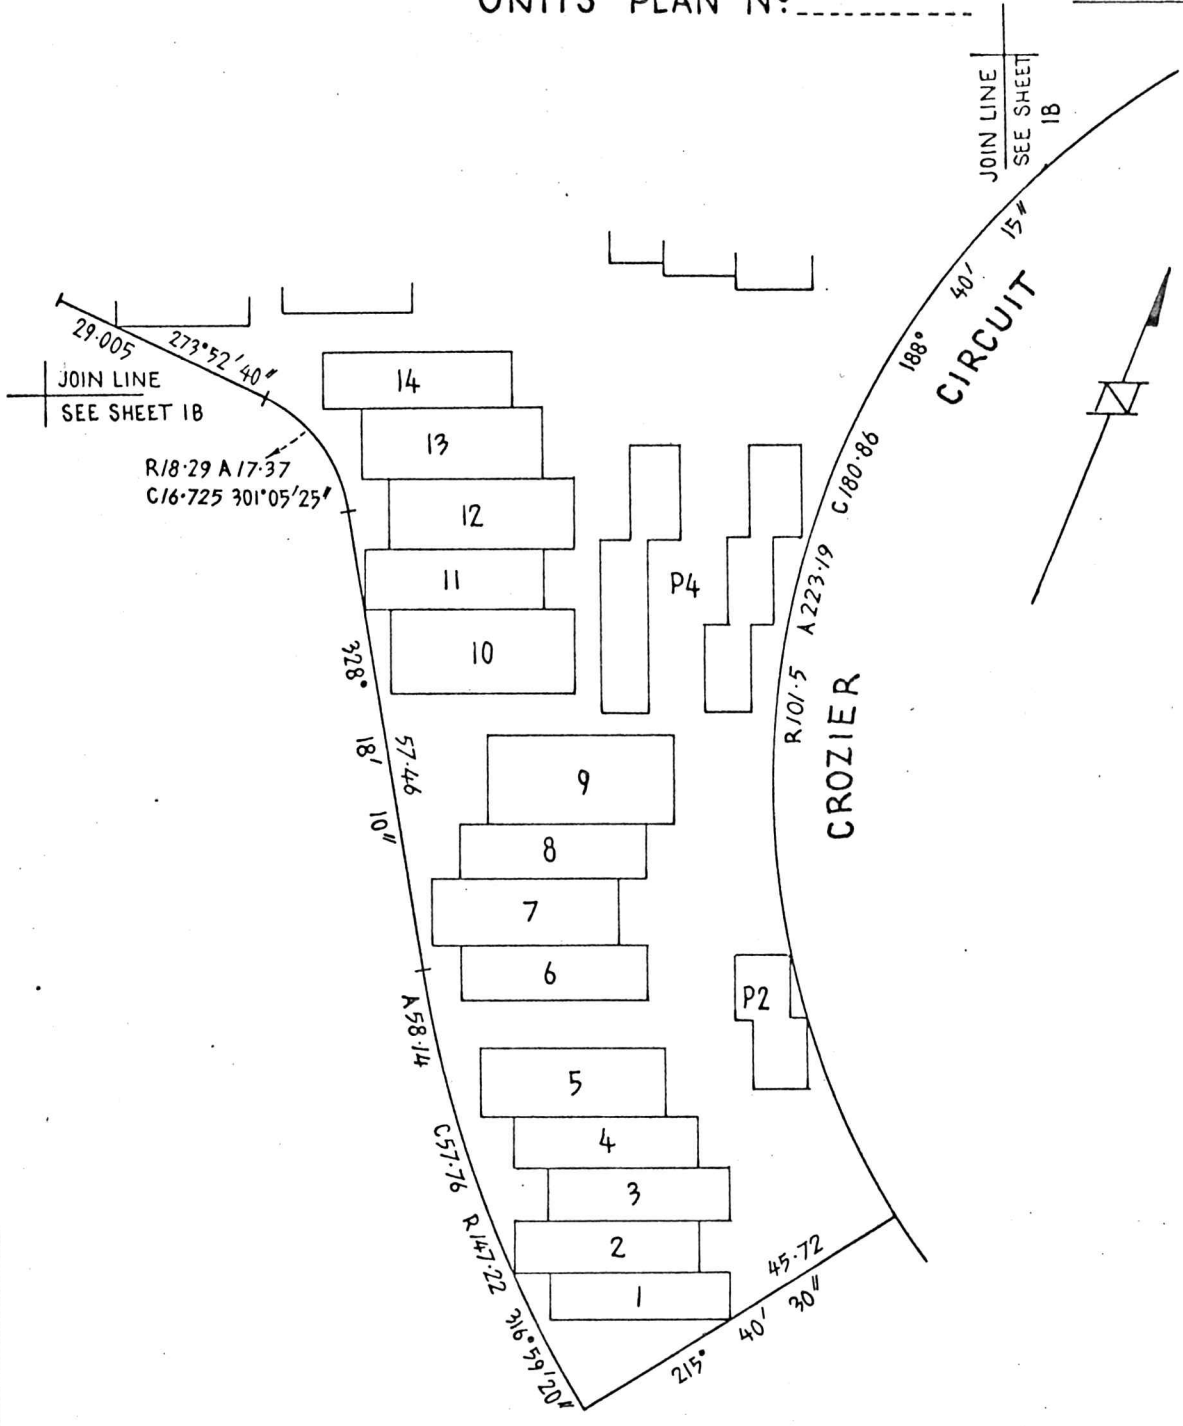 UNITS PLAN Nº
JOIN LINE
SEE SHEET
1B
15"
40'
188°
CIRCUIT
29·005
273°52'40"
JOIN LINE
SEE SHEET 1B
14
13
R18·29 A17·37
C16·725 301°05'25"
C180·86
12
11
P4
A223·19
10
328°
R101·5
CROZIER
18'
57·46
10"
9
8
7
6
P2
A58·14
5
4
C57·76
3
2
R147·22
1
45·72
30"
40'
215°
316°59'20"